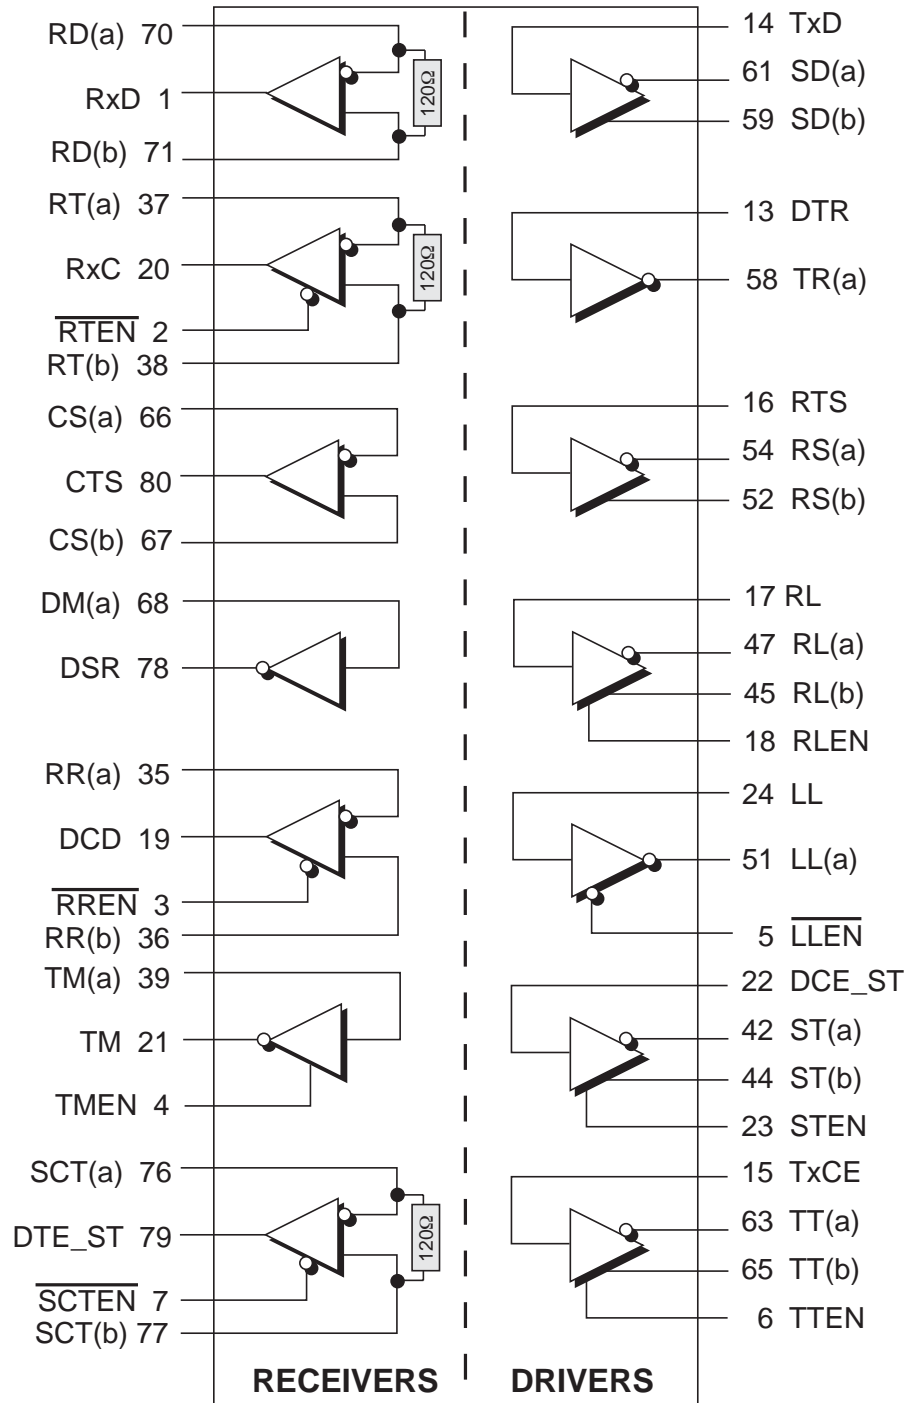 RD(a) 70
RxD 1
RD(b) 71
120Ω
RT(a) 37
RxC 20
RTEN 2
RT(b) 38
120Ω
CS(a) 66
CTS 80
CS(b) 67
DM(a) 68
DSR 78
RR(a) 35
DCD 19
RREN 3
RR(b) 36
TM(a) 39
TM 21
TMEN 4
SCT(a) 76
DTE_ST 79
SCTEN 7
SCT(b) 77
120Ω
RECEIVERS
14 TxD
61 SD(a)
59 SD(b)
13 DTR
58 TR(a)
16 RTS
54 RS(a)
52 RS(b)
17 RL
47 RL(a)
45 RL(b)
18 RLEN
24 LL
51 LL(a)
5 LLEN
22 DCE_ST
42 ST(a)
44 ST(b)
23 STEN
15 TxCE
63 TT(a)
65 TT(b)
6 TTEN
DRIVERS